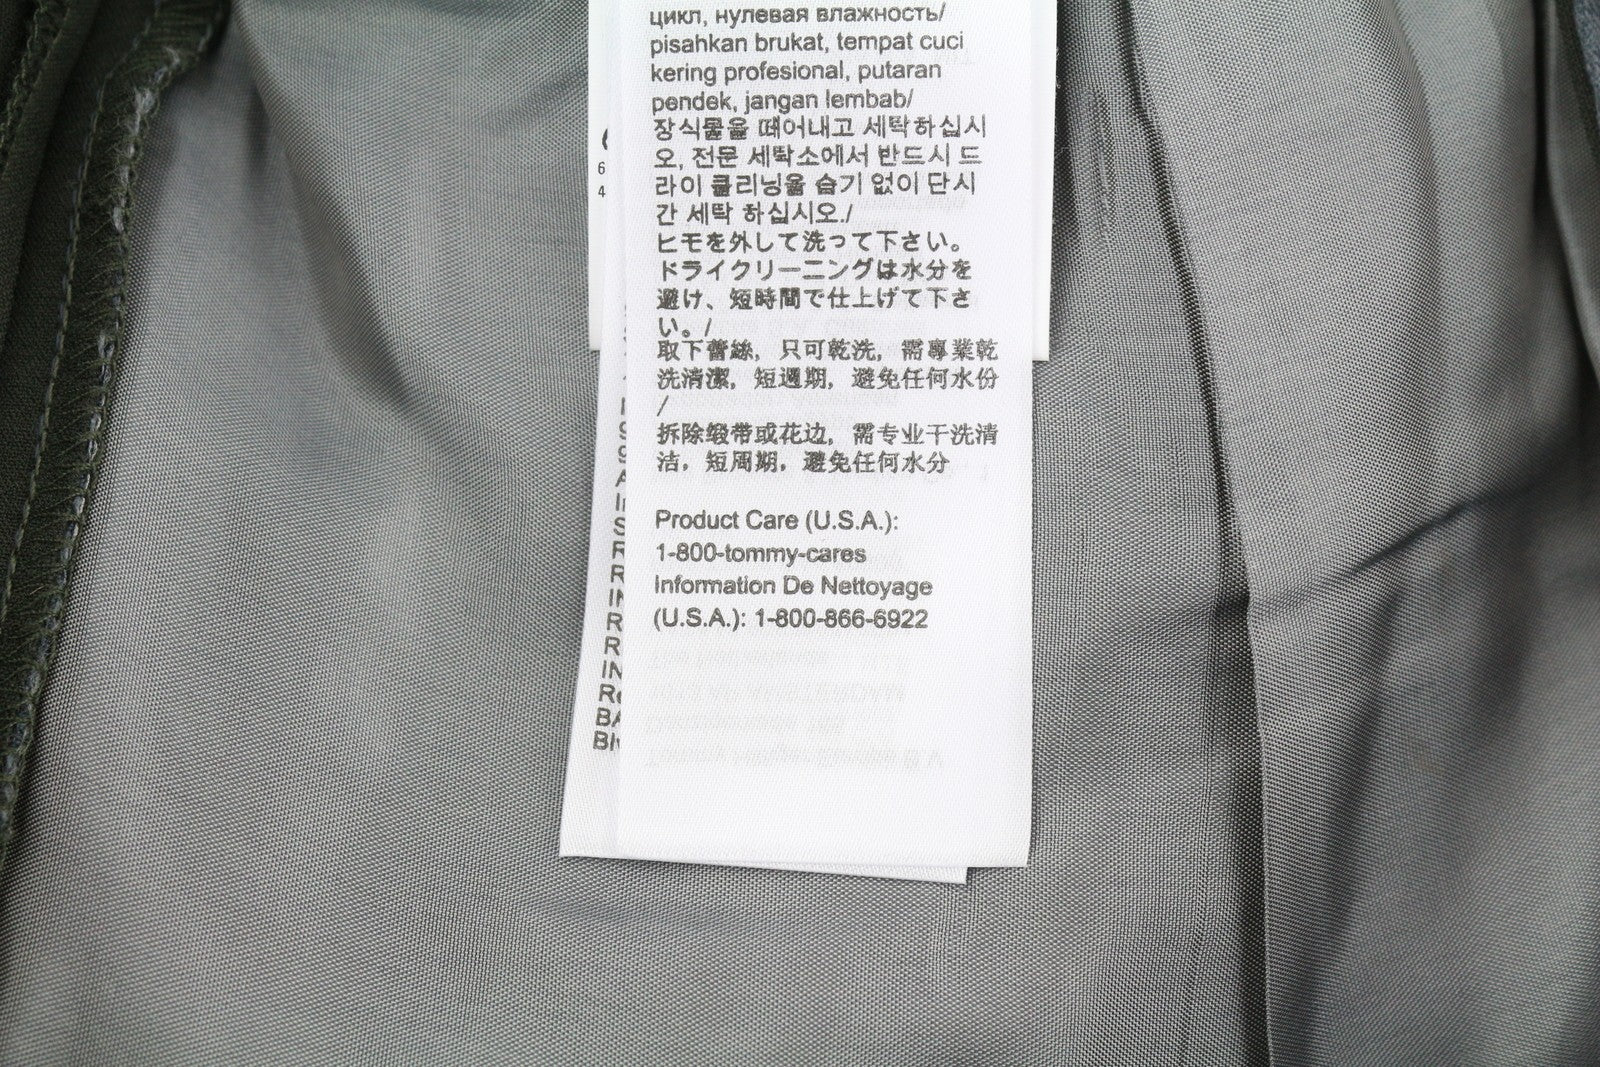 цикл, нулевая влажность/
pisahkan brukat, tempat cuci
kering profesional, putaran
pendek, jangan lembab/
장식물을 떼어내고 세탁하십시
오, 전문 세탁소에서 반드시 드
라이 클리닝을 습기 없이 단시
간 세탁 하십시오./
ヒモを外して洗って下さい。
ドライクリーニングは水分を
避け、短時間で仕上げて下さ
い。/
取下蕾絲，只可乾洗，需專業乾
洗清潔，短週期，避免任何水份
/
拆除缎带或花边，需专业干洗清
洁，短周期，避免任何水分
Product Care (U.S.A.):
1-800-tommy-cares
Information De Nettoyage
(U.S.A.): 1-800-866-6922
6
4